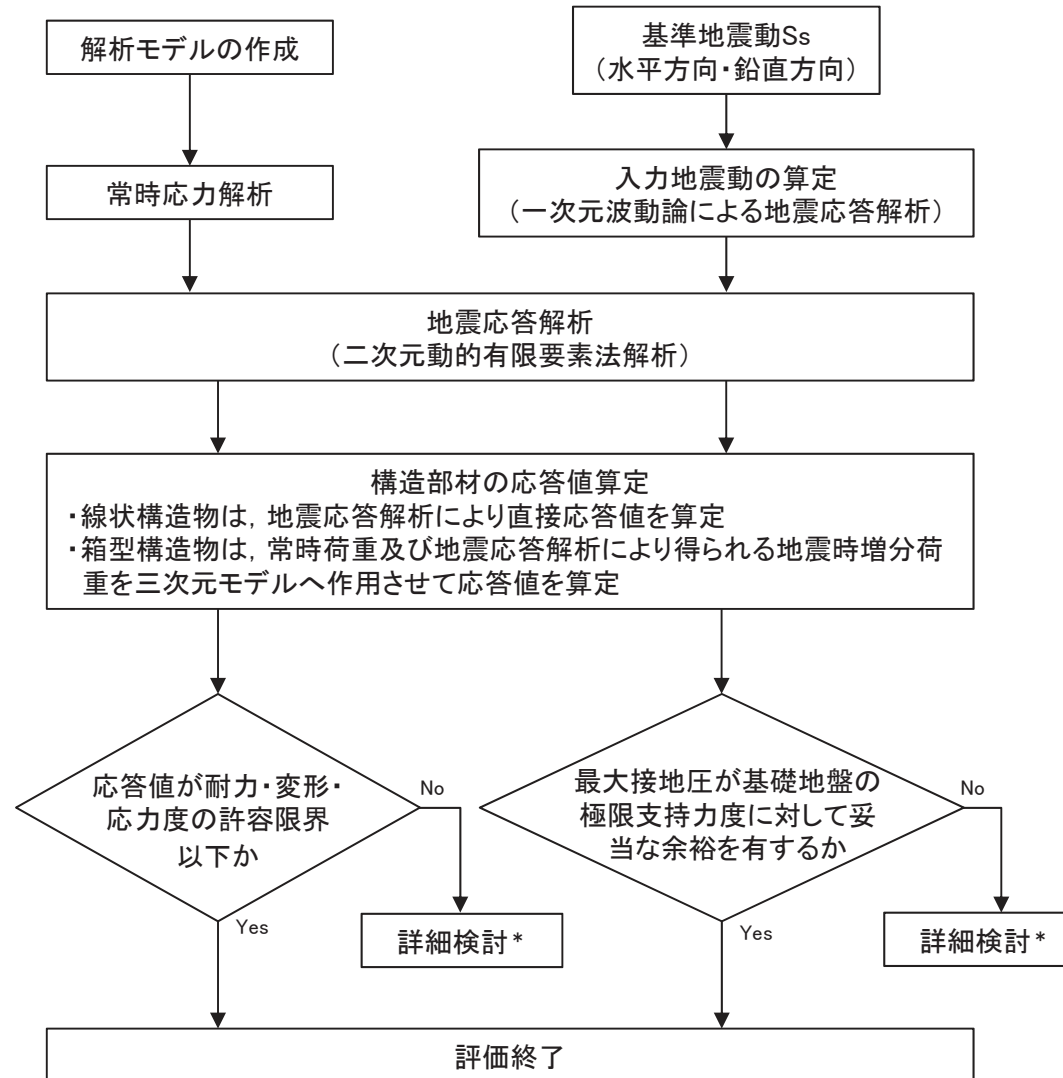 解析モデルの作成
基準地震動Ss
（水平方向・鉛直方向）
常時応力解析
入力地震動の算定
（一次元波動論による地震応答解析）
地震応答解析
（二次元動的有限要素法解析）
構造部材の応答値算定
・線状構造物は，地震応答解析により直接応答値を算定
・箱型構造物は，常時荷重及び地震応答解析により得られる地震時増分荷
重を三次元モデルへ作用させて応答値を算定
応答値が耐力・変形・
応力度の許容限界
以下か
No
最大接地圧が基礎地盤の
極限支持力度に対して妥
当な余裕を有するか
No
Yes
詳細検討*
Yes
詳細検討*
評価終了